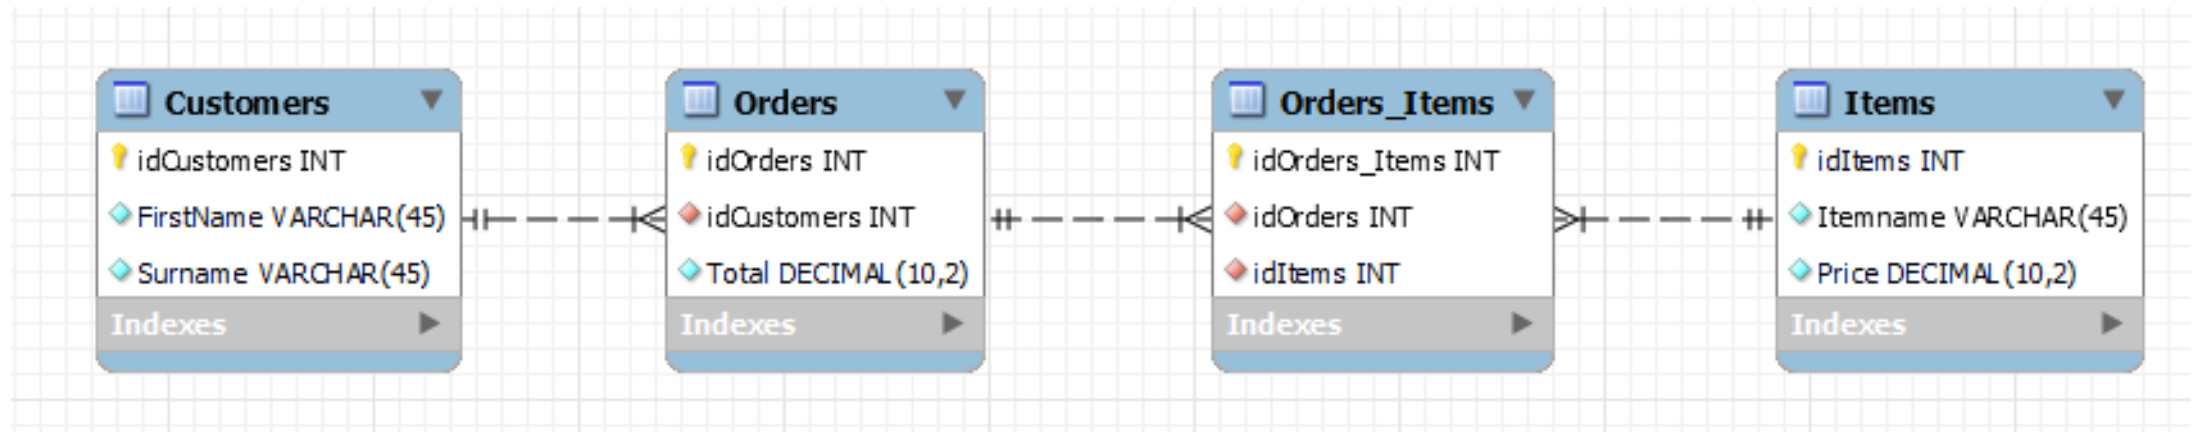 Customers
idCustomers INT
FirstName VARCHAR(45)
Surname VARCHAR(45)
Indexes
Orders
idOrders INT
idCustomers INT
Total DECIMAL(10,2)
Indexes
Orders_Items
idOrders_Items INT
idOrders INT
idItems INT
Indexes
Items
idItems INT
Itemname VARCHAR(45)
Price DECIMAL(10,2)
Indexes